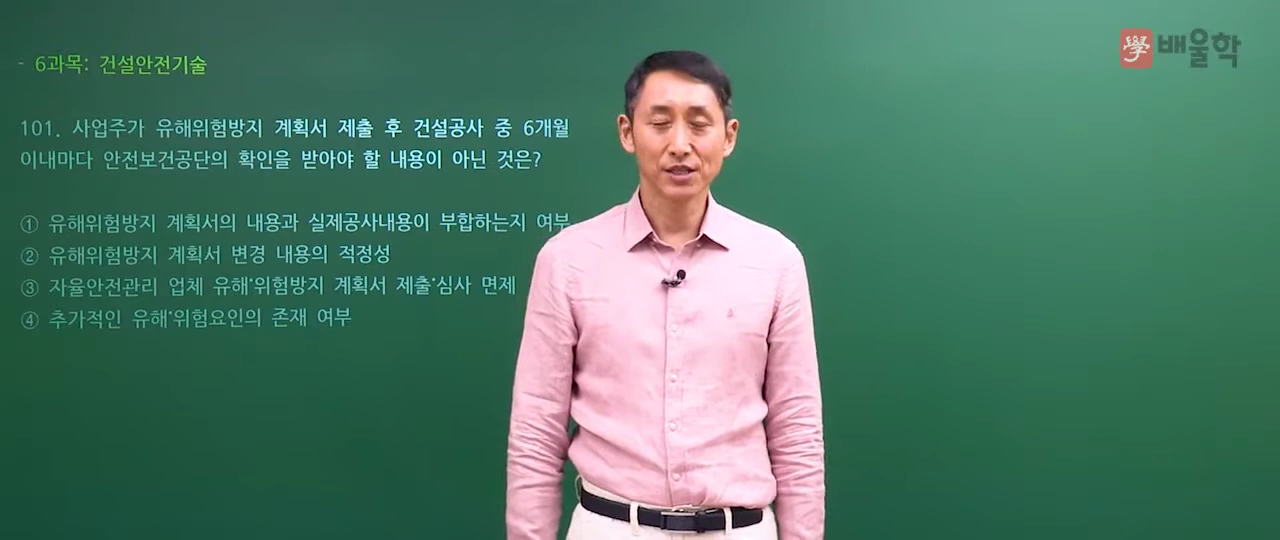 學 배울학
- 6과목: 건설안전기술
101. 사업주가 유해위험방지 계획서 제출 후 건설공사 중 6개월
이내마다 안전보건공단의 확인을 받아야 할 내용이 아닌 것은?
① 유해위험방지 계획서의 내용과 실제공사내용이 부합하는지 여부
② 유해위험방지 계획서 변경 내용의 적정성
③ 자율안전관리 업체 유해·위험방지 계획서 제출·심사 면제
④ 추가적인 유해·위험요인의 존재 여부